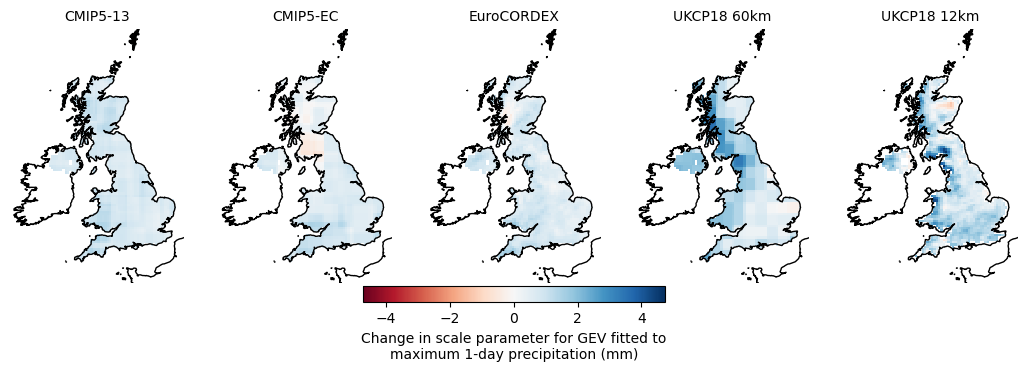 CMIP5-13 CMIP5-EC EuroCORDEX UKCP18 60km UKCP18 12km
−4 −2 0 2 4
Change in scale parameter for GEV fitted to
maximum 1-day precipitation (mm)